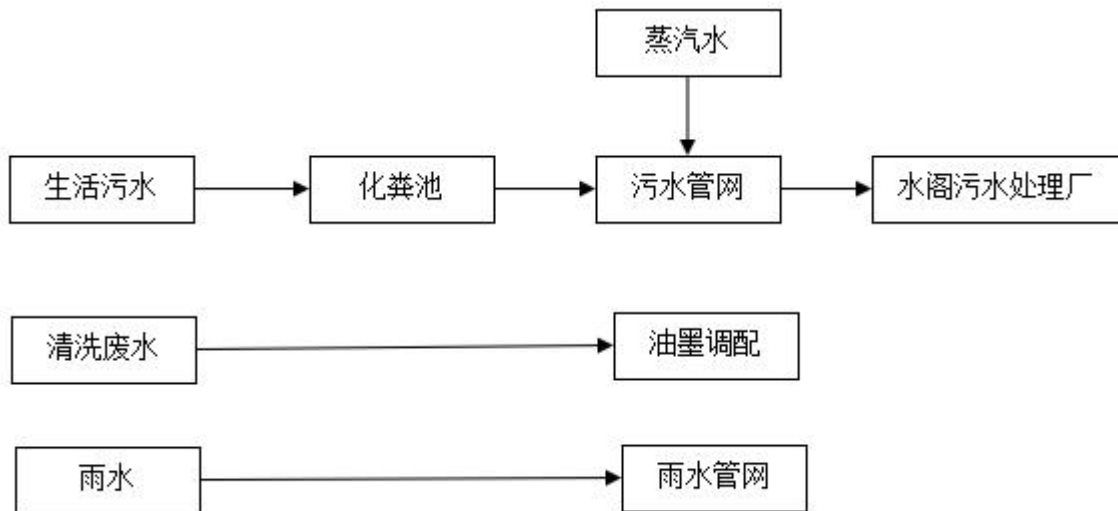 蒸汽水
生活污水
化粪池
污水管网
水阁污水处理厂
清洗废水
油墨调配
雨水
雨水管网